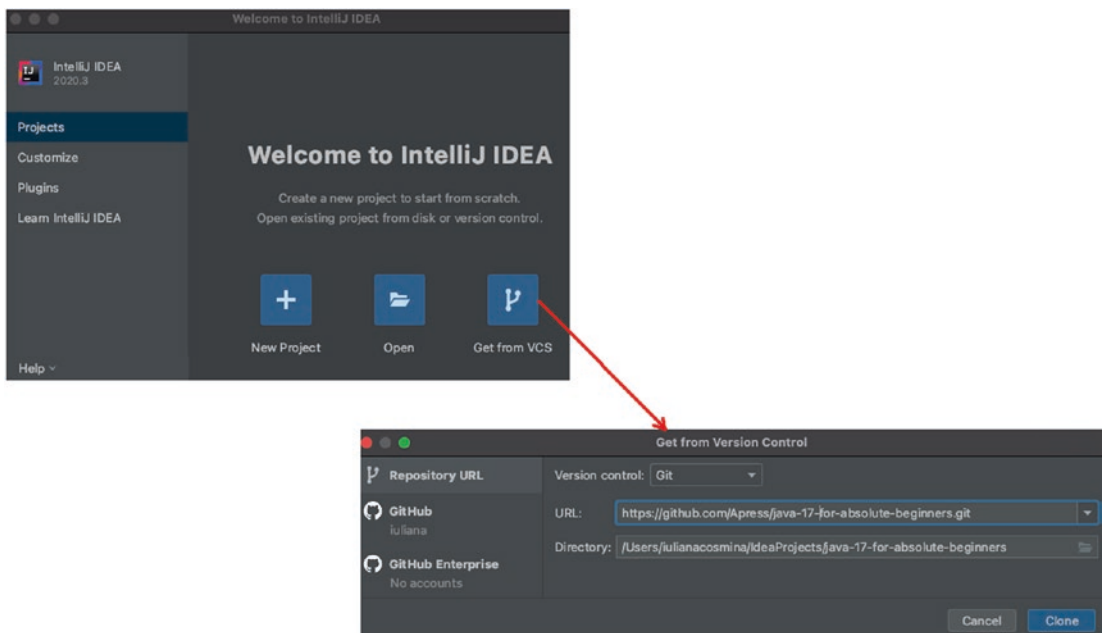 Welcome to IntelliJ IDEA
IntelliJ IDEA
2020.3
Projects
Customize
Plugins
Learn IntelliJ IDEA
Help
Welcome to IntelliJ IDEA
Create a new project to start from scratch.
Open existing project from disk or version control.
New Project
Open
Get from VCS
Get from Version Control
Repository URL
GitHub
iuliana
GitHub Enterprise
No accounts
Version control: Git
URL: https://github.com/Apress/java-17-for-absolute-beginners.git
Directory: /Users/iulianacosmina/IdeaProjects/java-17-for-absolute-beginners
Cancel
Clone